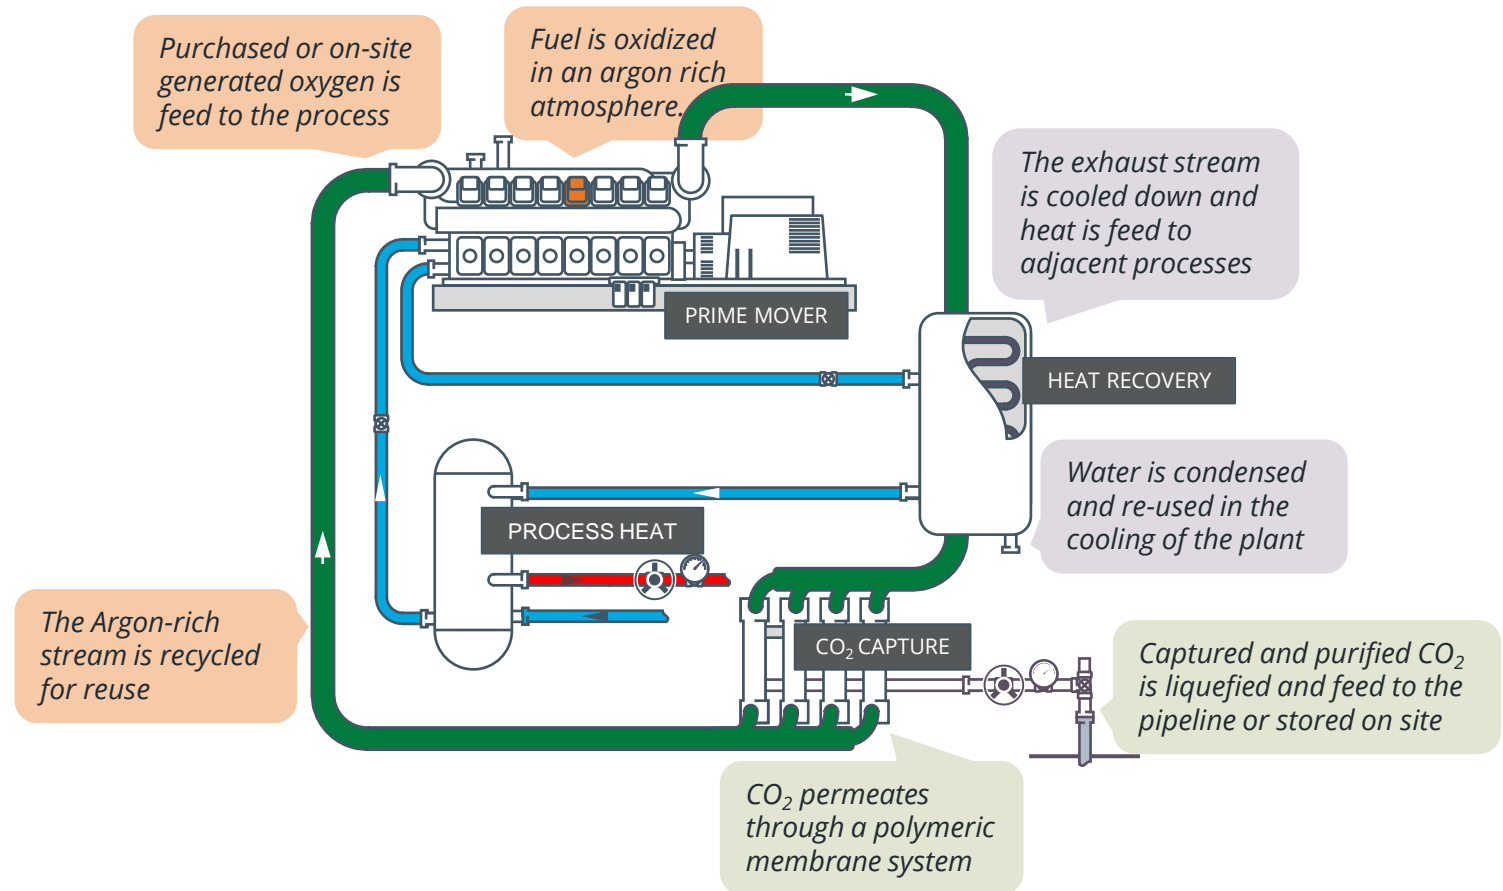 Purchased or on-site
generated oxygen is
feed to the process
Fuel is oxidized
in an argon rich
atmosphere.
The exhaust stream
is cooled down and
heat is feed to
adjacent processes
PRIME MOVER
HEAT RECOVERY
Water is condensed
and re-used in the
cooling of the plant
PROCESS HEAT
The Argon-rich
stream is recycled
for reuse
CO₂ CAPTURE
Captured and purified CO₂
is liquefied and feed to the
pipeline or stored on site
CO₂ permeates
through a polymeric
membrane system